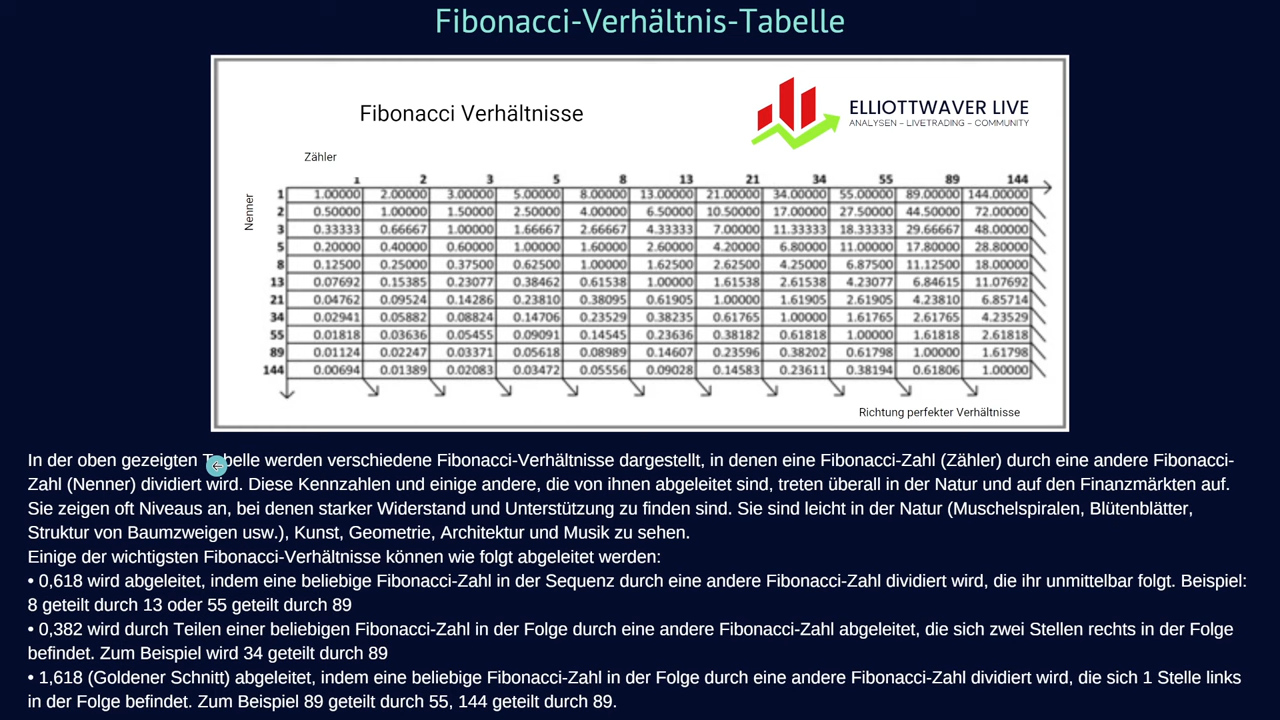 Fibonacci-Verhältnis-Tabelle
Fibonacci Verhältnisse
ELLIOTTWAVER LIVE
ANALYSEN – LIVETRADING – COMMUNITY
Zähler
Nenner
1 2 3 5 8 13 21 34 55 89 144
1 1.00000 2.00000 3.00000 5.00000 8.00000 13.00000 21.00000 34.00000 55.00000 89.00000 144.00000
2 0.50000 1.00000 1.50000 2.50000 4.00000 6.50000 10.50000 17.00000 27.50000 44.50000 72.00000
3 0.33333 0.66667 1.00000 1.66667 2.66667 4.33333 7.00000 11.33333 18.33333 29.66667 48.00000
5 0.20000 0.40000 0.60000 1.00000 1.60000 2.60000 4.20000 6.80000 11.00000 17.80000 28.80000
8 0.12500 0.25000 0.37500 0.62500 1.00000 1.62500 2.62500 4.25000 6.87500 11.12500 18.00000
13 0.07692 0.15385 0.23077 0.38462 0.61538 1.00000 1.61538 2.61538 4.23077 6.84615 11.07692
21 0.04762 0.09524 0.14286 0.23810 0.38095 0.61905 1.00000 1.61905 2.61905 4.23810 6.85714
34 0.02941 0.05882 0.08824 0.14706 0.23529 0.38235 0.61765 1.00000 1.61765 2.61765 4.23529
55 0.01818 0.03636 0.05455 0.09091 0.14545 0.23636 0.38182 0.61818 1.00000 1.61818 2.61818
89 0.01124 0.02247 0.03371 0.05618 0.08989 0.14607 0.23596 0.38202 0.61798 1.00000 1.61798
144 0.00694 0.01389 0.02083 0.03472 0.05556 0.09028 0.14583 0.23611 0.38194 0.61806 1.00000
Richtung perfekter Verhältnisse
In der oben gezeigten Tabelle werden verschiedene Fibonacci-Verhältnisse dargestellt, in denen eine Fibonacci-Zahl (Zähler) durch eine andere Fibonacci-
Zahl (Nenner) dividiert wird. Diese Kennzahlen und einige andere, die von ihnen abgeleitet sind, treten überall in der Natur und auf den Finanzmärkten auf.
Sie zeigen oft Niveaus an, bei denen starker Widerstand und Unterstützung zu finden sind. Sie sind leicht in der Natur (Muschelspiralen, Blütenblätter,
Struktur von Baumzweigen usw.), Kunst, Geometrie, Architektur und Musik zu sehen.
Einige der wichtigsten Fibonacci-Verhältnisse können wie folgt abgeleitet werden:
• 0,618 wird abgeleitet, indem eine beliebige Fibonacci-Zahl in der Sequenz durch eine andere Fibonacci-Zahl dividiert wird, die ihr unmittelbar folgt. Beispiel:
8 geteilt durch 13 oder 55 geteilt durch 89
• 0,382 wird durch Teilen einer beliebigen Fibonacci-Zahl in der Folge durch eine andere Fibonacci-Zahl abgeleitet, die sich zwei Stellen rechts in der Folge
befindet. Zum Beispiel wird 34 geteilt durch 89
• 1,618 (Goldener Schnitt) abgeleitet, indem eine beliebige Fibonacci-Zahl in der Folge durch eine andere Fibonacci-Zahl dividiert wird, die sich 1 Stelle links
in der Folge befindet. Zum Beispiel 89 geteilt durch 55, 144 geteilt durch 89.